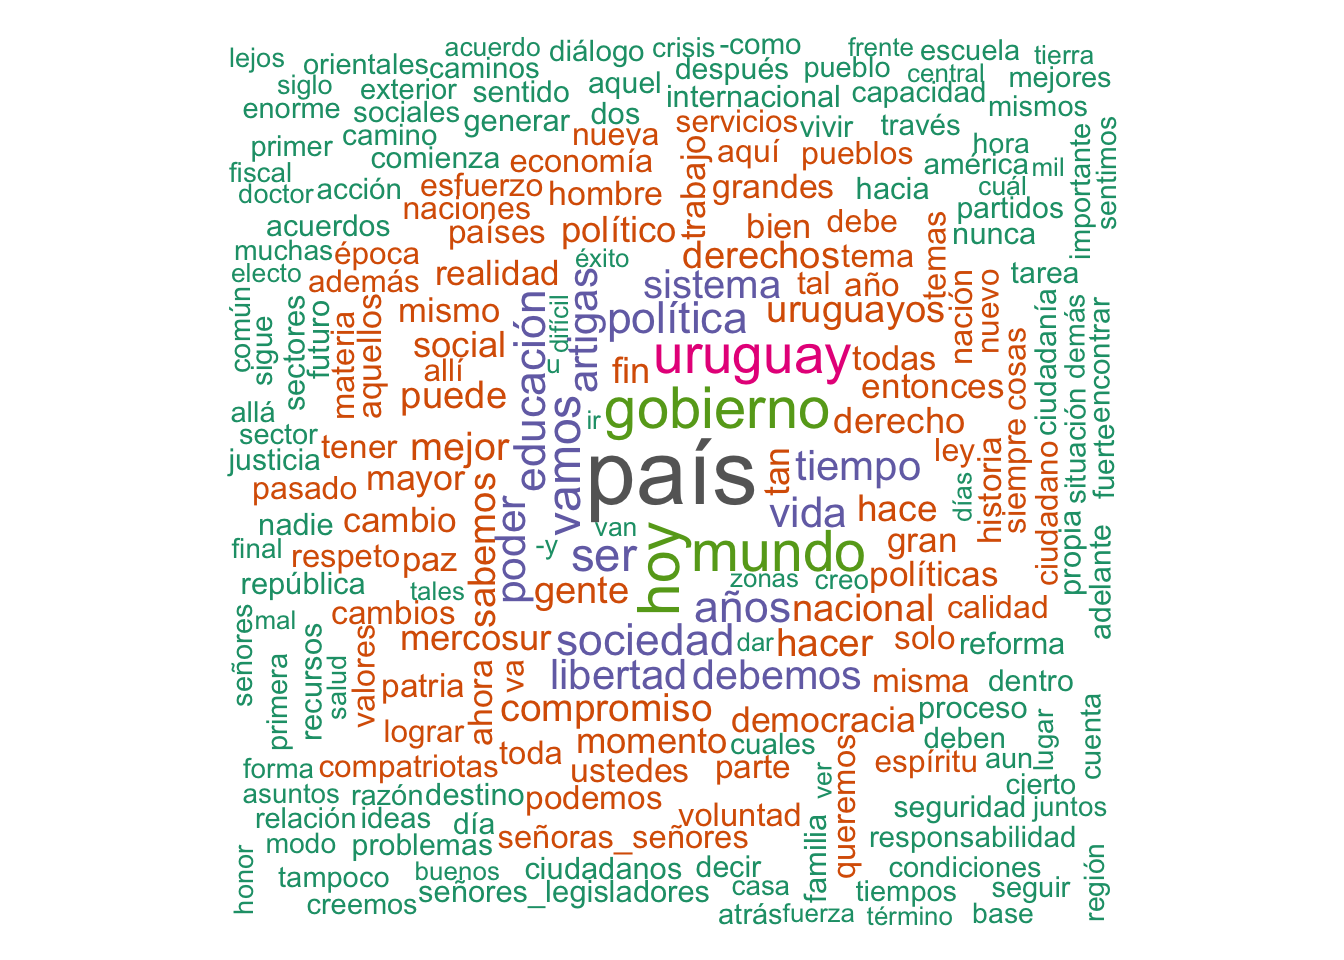 lejos
orientales
acuerdo
diálogo
crisis
-como
frente
escuela
tierra
siglo
caminos
después
pueblo
central
mejores
exterior
sentido
aquel
internacional
capacidad
enorme
sociales
generar
dos
mismos
primer
camino
nueva
servicios
vivir
través
hora
fiscal
comienza
economía
trabajo
aquí
pueblos
américa
mil
importante
sentimos
doctor
acción
esfuerzo
hombre
grandes
hacia
cuál
acuerdos
naciones
partidos
muchas
época
países
político
bien
debe
nunca
electo
además
realidad
éxito
derechos
tema
temas
tarea
común
sigue
sectores
futuro
materia
aquellos
mismo
educación
artigas
difícil
sistema
tal
año
nación
nuevo
ciudadanía
demás
encontrar
política
uruguayos
social
allí
u
fin
uruguay
todas
siempre
cosas
situación
allá
puede
vamos
ir
gobierno
entonces
fuerte
sector
tener
mejor
derecho
justicia
país
tan
tiempo
ley
historia
ciudadano
propia
pasado
mayor
sabemos
poder
vida
hace
días
nadie
cambio
van
final
respeto
paz
-y
ser
hoy
mundo
gran
adelante
república
tales
gente
zonas
creo
políticas
señores
mal
cambios
años
nacional
calidad
primera
recursos
salud
valores
mercosur
sociedad
dar
hacer
solo
reforma
patria
ahora
va
libertad
debemos
misma
dentro
lograr
compromiso
democracia
proceso
cuenta
forma
compatriotas
toda
momento
cuales
deben
lugar
ustedes
parte
queremos
espíritu
aun
asuntos
razón
destino
podemos
ver
cierto
relación
ideas
día
voluntad
seguridad
juntos
modo
problemas
señoras_señores
familia
responsabilidad
honor
tampoco
buenos
ciudadanos
decir
condiciones
región
creemos
señores_legisladores
casa
tiempos
seguir
atrás
fuerza
término
base